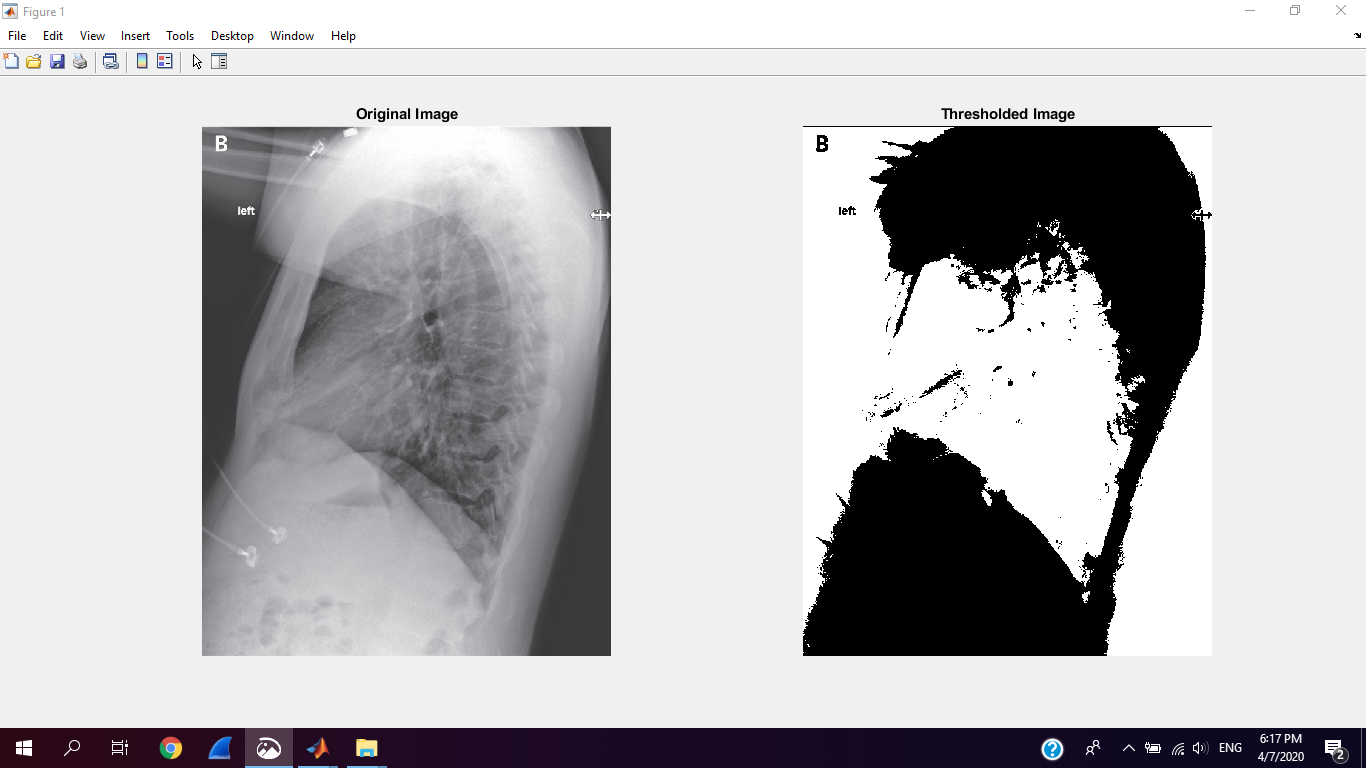 Figure 1
File Edit View Insert Tools Desktop Window Help
Original Image
Thresholded Image
B
left
B
left
ENG
6:17 PM
4/7/2020
2